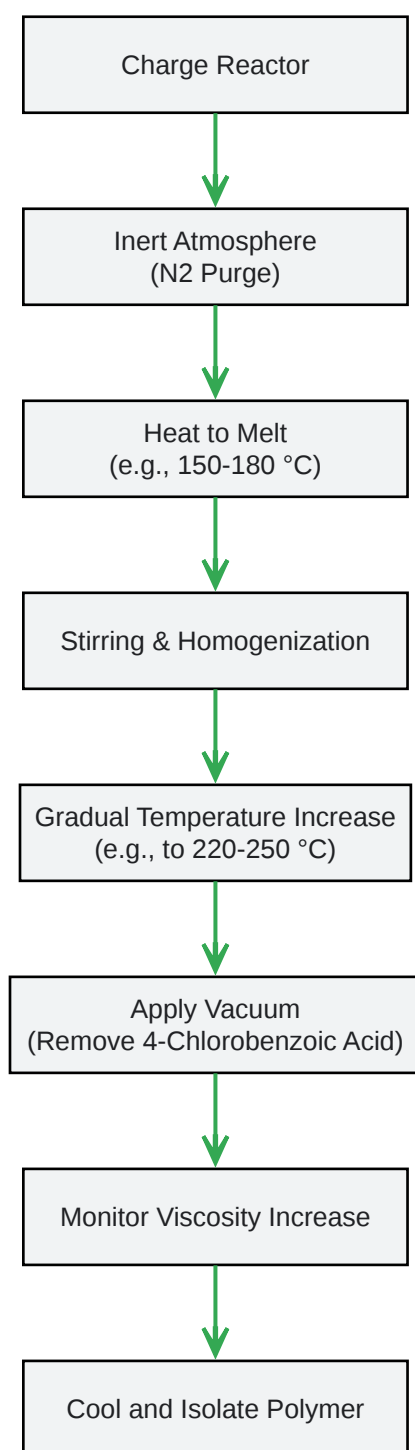 Charge Reactor
Inert Atmosphere
(N2 Purge)
Heat to Melt
(e.g., 150-180 °C)
Stirring & Homogenization
Gradual Temperature Increase
(e.g., to 220-250 °C)
Apply Vacuum
(Remove 4-Chlorobenzoic Acid)
Monitor Viscosity Increase
Cool and Isolate Polymer